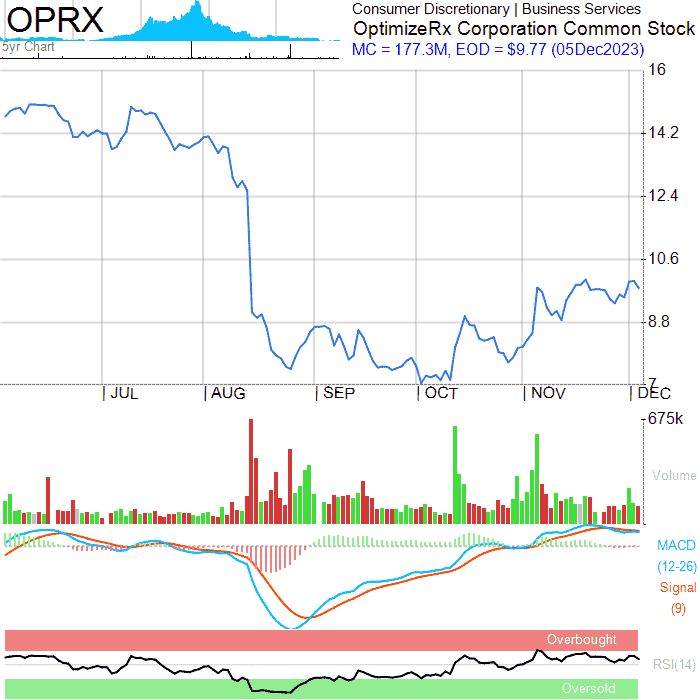 OPRX
5yr Chart
Consumer Discretionary | Business Services
OptimizeRx Corporation Common Stock
MC = 177.3M, EOD = $9.77 (05Dec2023)
16
14.2
12.4
10.6
8.8
7
JUL
AUG
SEP
OCT
NOV
DEC
675k
Volume
MACD
(12-26)
Signal
(9)
Overbought
RSI(14)
Oversold